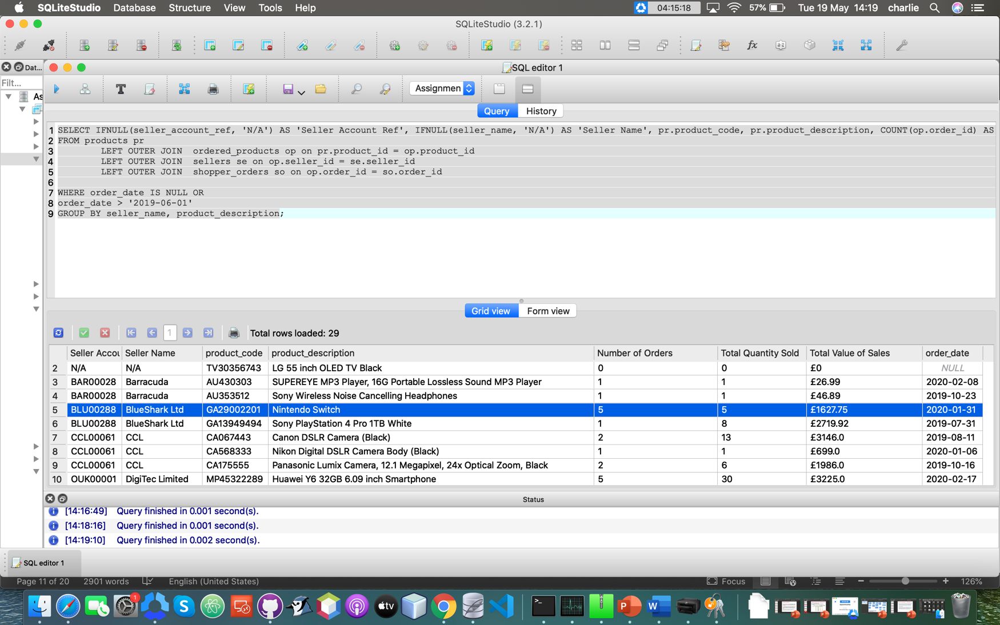 SQLiteStudio Database Structure View Tools Help 04:15:18 57% Tue 19 May 14:19 charlie
SQLiteStudio (3.2.1)
Dat... SQL editor 1
Filt...
Assignmen
As
Query History
1 SELECT IFNULL(seller_account_ref, 'N/A') AS 'Seller Account Ref', IFNULL(seller_name, 'N/A') AS 'Seller Name', pr.product_code, pr.product_description, COUNT(op.order_id) AS
2 FROM products pr
3 LEFT OUTER JOIN ordered_products op on pr.product_id = op.product_id
4 LEFT OUTER JOIN sellers se on op.seller_id = se.seller_id
5 LEFT OUTER JOIN shopper_orders so on op.order_id = so.order_id
6
7 WHERE order_date IS NULL OR
8 order_date > '2019-06-01'
9 GROUP BY seller_name, product_description;
Grid view Form view
1 Total rows loaded: 29
Seller Accou Seller Name product_code product_description Number of Orders Total Quantity Sold Total Value of Sales order_date
2 N/A N/A TV30356743 LG 55 inch OLED TV Black 0 0 £0 NULL
3 BAR00028 Barracuda AU430303 SUPEREYE MP3 Player, 16G Portable Lossless Sound MP3 Player 1 1 £26.99 2020-02-08
4 BAR00028 Barracuda AU353512 Sony Wireless Noise Cancelling Headphones 1 1 £46.89 2019-10-23
5 BLU00288 BlueShark Ltd GA29002201 Nintendo Switch 5 5 £1627.75 2020-01-31
6 BLU00288 BlueShark Ltd GA13949494 Sony PlayStation 4 Pro 1TB White 1 8 £2719.92 2019-07-31
7 CCL00061 CCL CA067443 Canon DSLR Camera (Black) 2 13 £3146.0 2019-08-11
8 CCL00061 CCL CA568333 Nikon Digital DSLR Camera Body (Black) 1 1 £699.0 2020-01-06
9 CCL00061 CCL CA175555 Panasonic Lumix Camera, 12.1 Megapixel, 24x Optical Zoom, Black 2 6 £1986.0 2019-10-16
10 OUK00001 DigiTec Limited MP45322289 Huawei Y6 32GB 6.09 inch Smartphone 5 30 £3225.0 2020-02-17
Status
[14:16:49] Query finished in 0.001 second(s).
[14:18:16] Query finished in 0.001 second(s).
[14:19:10] Query finished in 0.002 second(s).
SQL editor 1
Page 11 of 20 2901 words English (United States) Focus 126%
1
tv